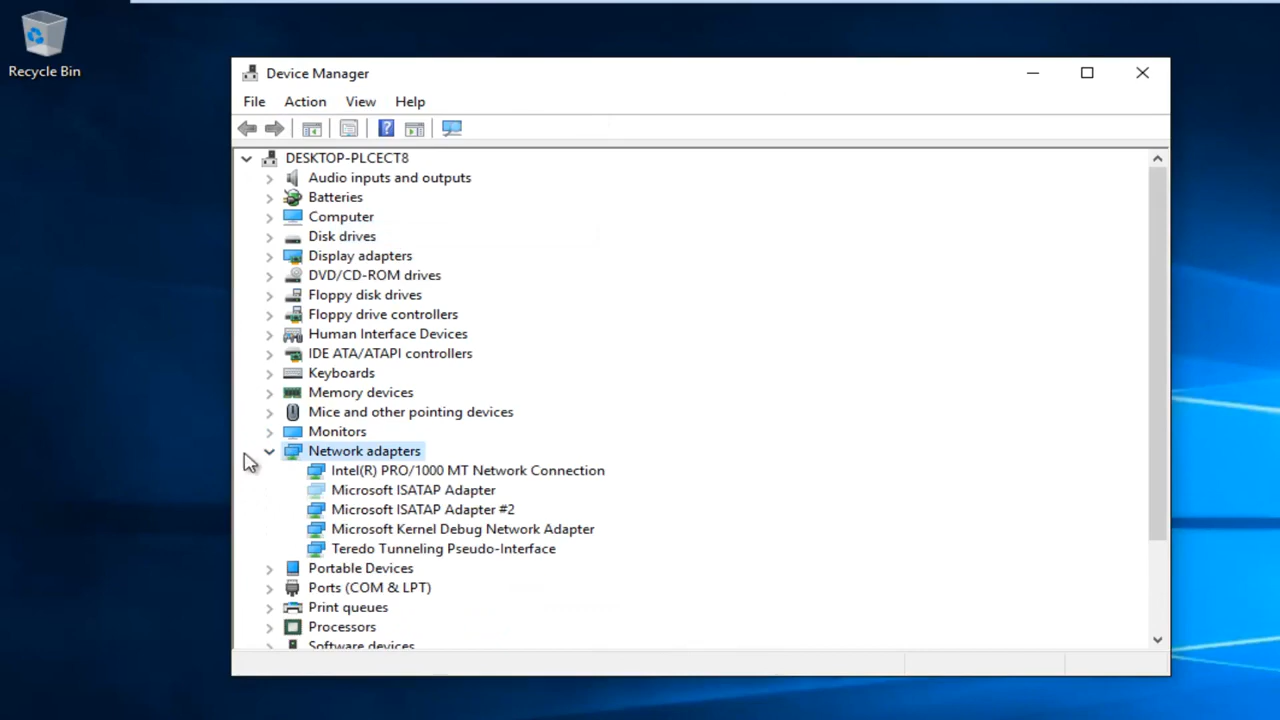 Recycle Bin
Device Manager
File Action View Help
DESKTOP-PLCECT8
Audio inputs and outputs
Batteries
Computer
Disk drives
Display adapters
DVD/CD-ROM drives
Floppy disk drives
Floppy drive controllers
Human Interface Devices
IDE ATA/ATAPI controllers
Keyboards
Memory devices
Mice and other pointing devices
Monitors
Network adapters
Intel(R) PRO/1000 MT Network Connection
Microsoft ISATAP Adapter
Microsoft ISATAP Adapter #2
Microsoft Kernel Debug Network Adapter
Teredo Tunneling Pseudo-Interface
Portable Devices
Ports (COM & LPT)
Print queues
Processors
Software devices